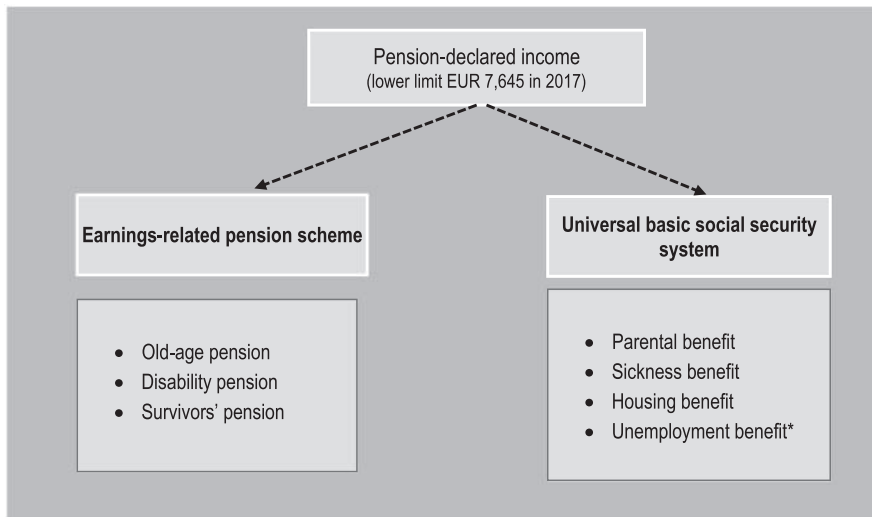 Pension-declared income
(lower limit EUR 7,645 in 2017)
Earnings-related pension scheme
• Old-age pension
• Disability pension
• Survivors’ pension
Universal basic social security
system
• Parental benefit
• Sickness benefit
• Housing benefit
• Unemployment benefit*